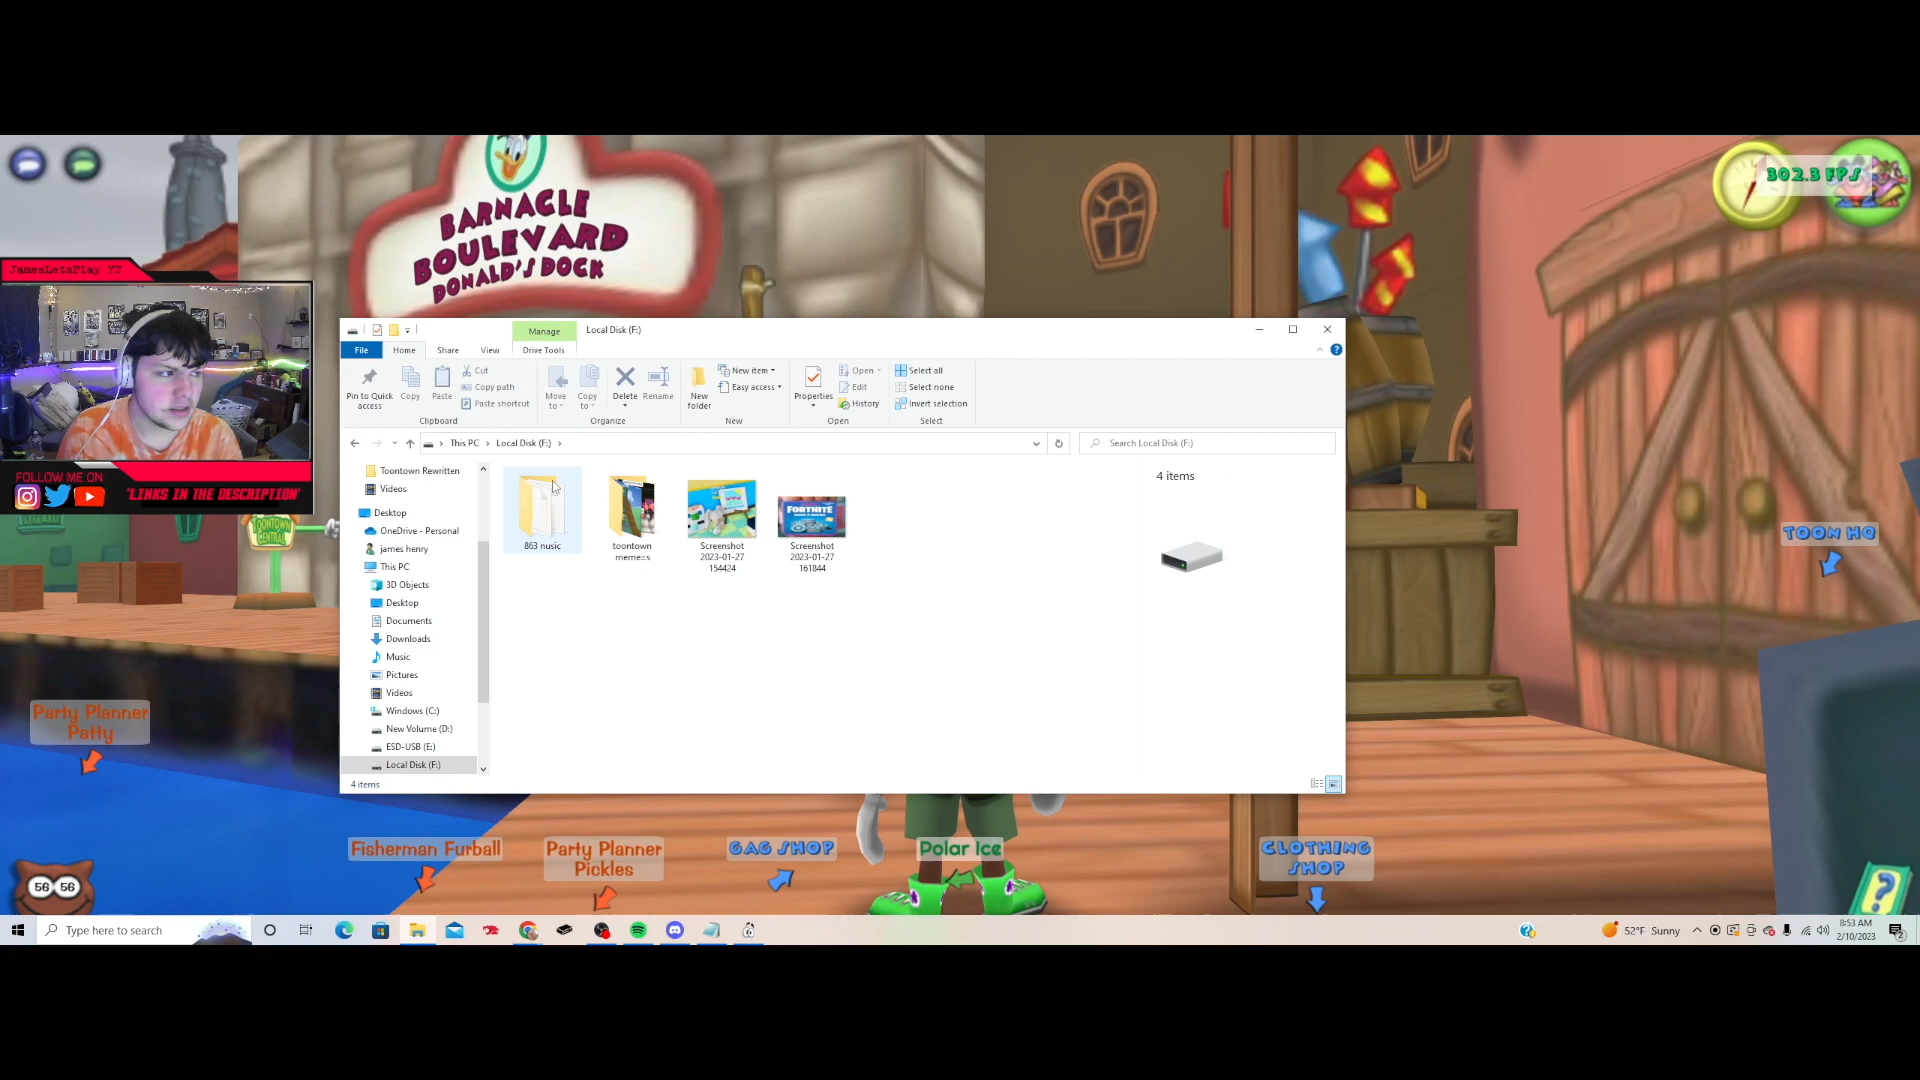 BARNACLE
BOULEVARD
DONALD'S DOCK
302.3 FPS
JamesLetsPlay YT
FOLLOW ME ON
"LINKS IN THE DESCRIPTION"
TOONTOWN
CENTRAL
Manage
Local Disk (F:)
File
Home
Share
View
Drive Tools
Pin to Quick
access
Copy
Paste
Cut
Copy path
Paste shortcut
Clipboard
Move
to
Copy
to
Delete
Rename
Organize
New
folder
New item
Easy access
New
Properties
Open
Edit
History
Open
Select all
Select none
Invert selection
Select
This PC
Local Disk (F:)
Search Local Disk (F:)
Toontown Rewritten
Videos
Desktop
OneDrive - Personal
james henry
This PC
3D Objects
Desktop
Documents
Downloads
Music
Pictures
Videos
Windows (C:)
New Volume (D:)
ESD-USB (E:)
Local Disk (F:)
863 nusic
toontown
meme=s
FORTNITE
Screenshot
2023-01-27
154424
Screenshot
2023-01-27
161844
4 items
4 items
TOON HQ
Party Planner
Patty
Fisherman Furball
Party Planner
Pickles
GAG SHOP
Polar Ice
CLOTHING
SHOP
56 56
Type here to search
52°F Sunny
8:53 AM
2/10/2023
2